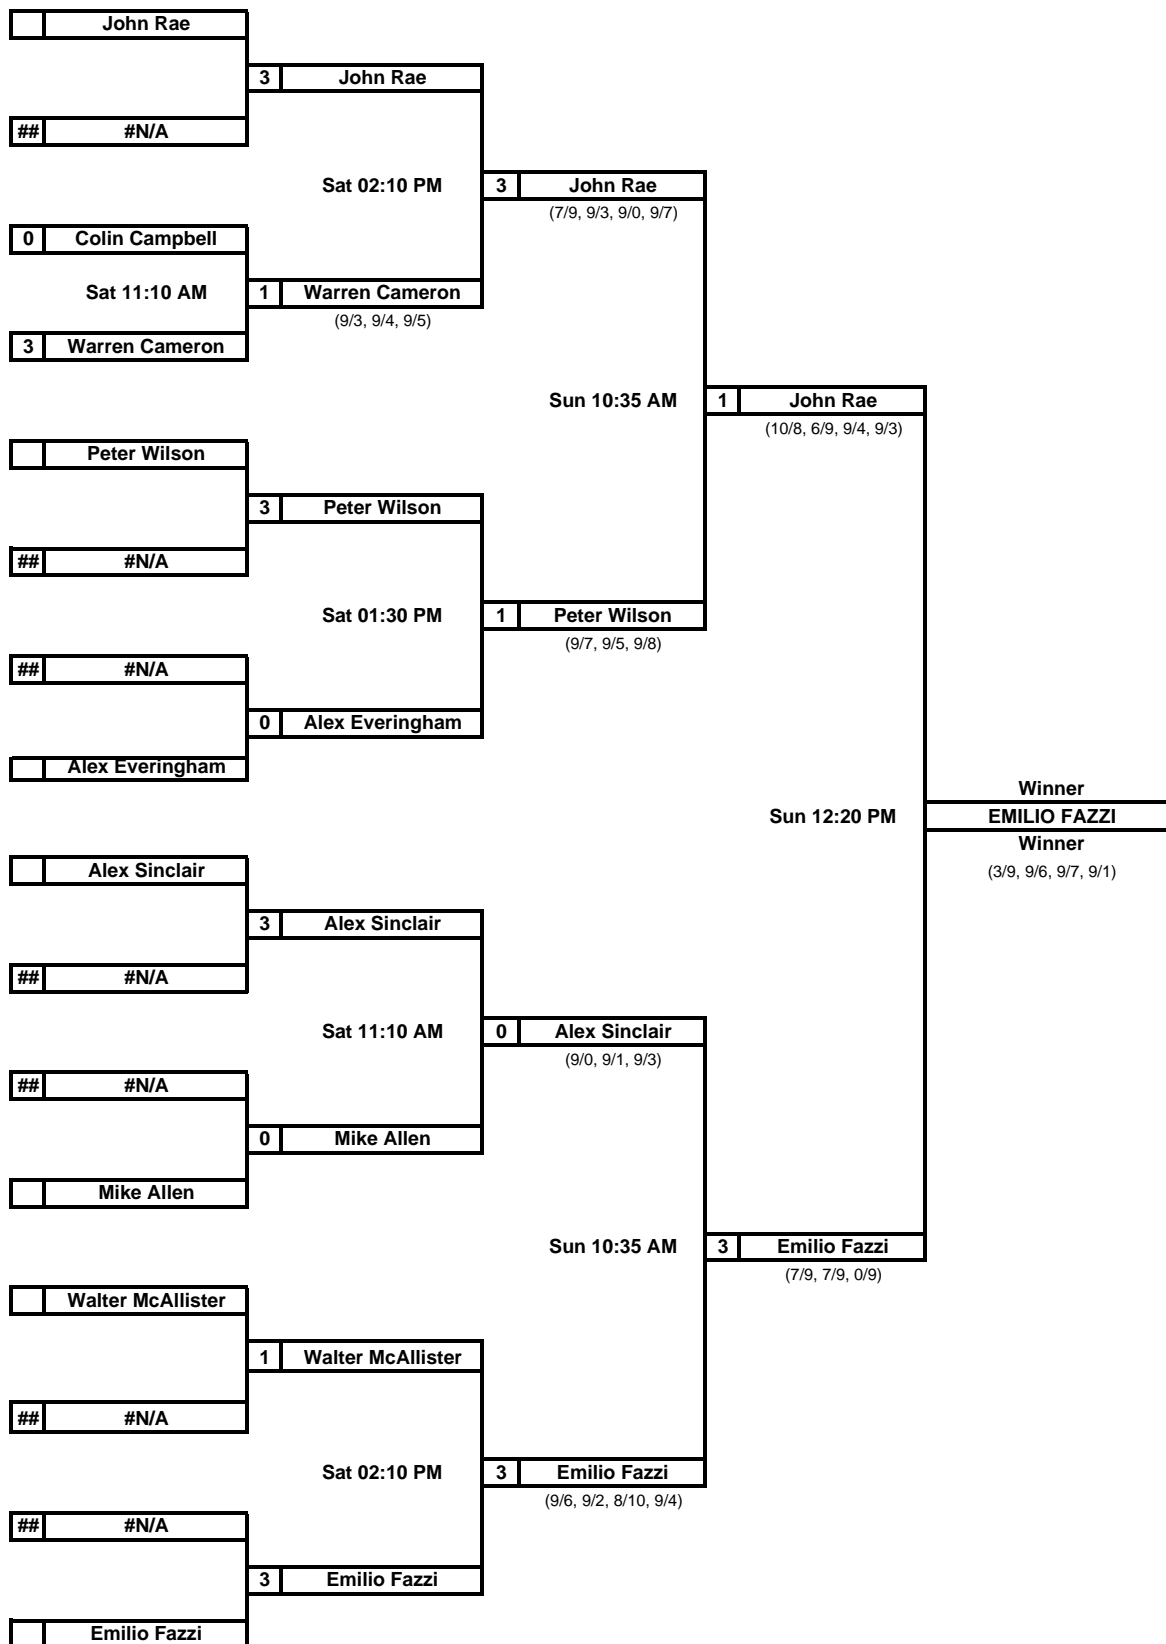 John Rae
3 John Rae
## #N/A
Sat 02:10 PM 3 John Rae
(7/9, 9/3, 9/0, 9/7)
0 Colin Campbell
Sat 11:10 AM 1 Warren Cameron
(9/3, 9/4, 9/5)
3 Warren Cameron
Sun 10:35 AM 1 John Rae
(10/8, 6/9, 9/4, 9/3)
Peter Wilson
3 Peter Wilson
## #N/A
Sat 01:30 PM 1 Peter Wilson
(9/7, 9/5, 9/8)
## #N/A
0 Alex Everingham
Alex Everingham
Winner
Sun 12:20 PM EMILIO FAZZI
Winner
(3/9, 9/6, 9/7, 9/1)
Alex Sinclair
3 Alex Sinclair
## #N/A
Sat 11:10 AM 0 Alex Sinclair
(9/0, 9/1, 9/3)
## #N/A
0 Mike Allen
Mike Allen
Sun 10:35 AM 3 Emilio Fazzi
(7/9, 7/9, 0/9)
Walter McAllister
1 Walter McAllister
## #N/A
Sat 02:10 PM 3 Emilio Fazzi
(9/6, 9/2, 8/10, 9/4)
## #N/A
3 Emilio Fazzi
Emilio Fazzi